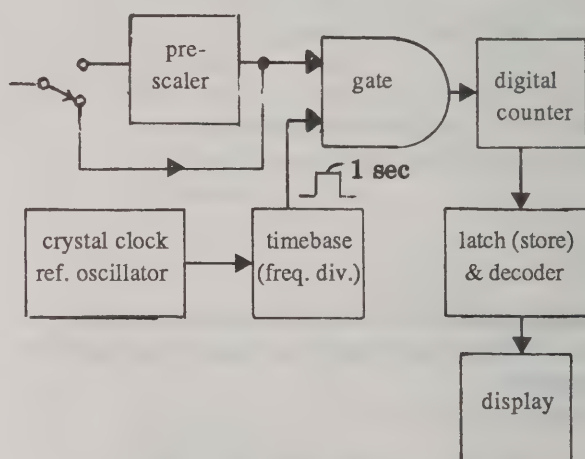 pre-
scaler
gate
digital
counter
1 sec
crystal clock
ref. oscillator
timebase
(freq. div.)
latch (store)
& decoder
display